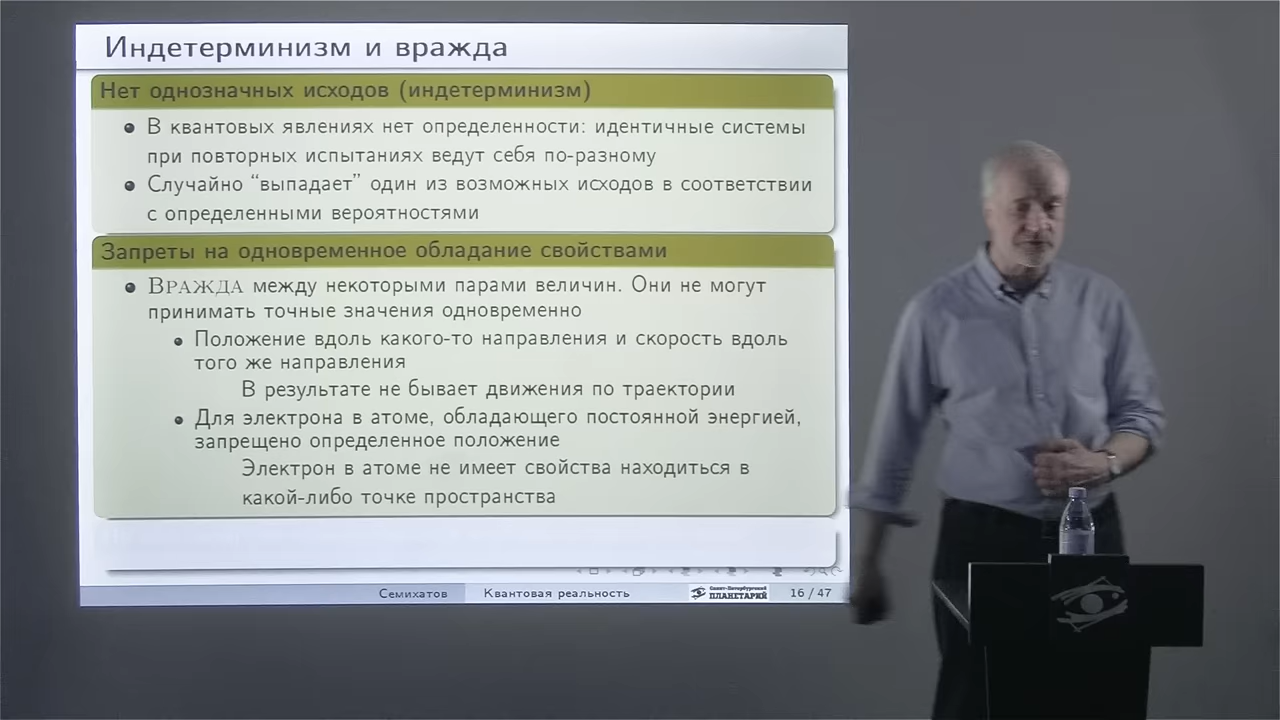 Индетерминизм и вражда
Нет однозначных исходов (индетерминизм)
В квантовых явлениях нет определенности: идентичные системы
при повторных испытаниях ведут себя по-разному
Случайно “выпадает” один из возможных исходов в соответствии
с определенными вероятностями
Запреты на одновременное обладание свойствами
Вражда между некоторыми парами величин. Они не могут
принимать точные значения одновременно
Положение вдоль какого-то направления и скорость вдоль
того же направления
В результате не бывает движения по траектории
Для электрона в атоме, обладающего постоянной энергией,
запрещено определенное положение
Электрон в атоме не имеет свойства находиться в
какой-либо точке пространства
Семихатов
Квантовая реальность
Санкт-Петербургский
ПЛАНЕТАРИЙ
16 / 47